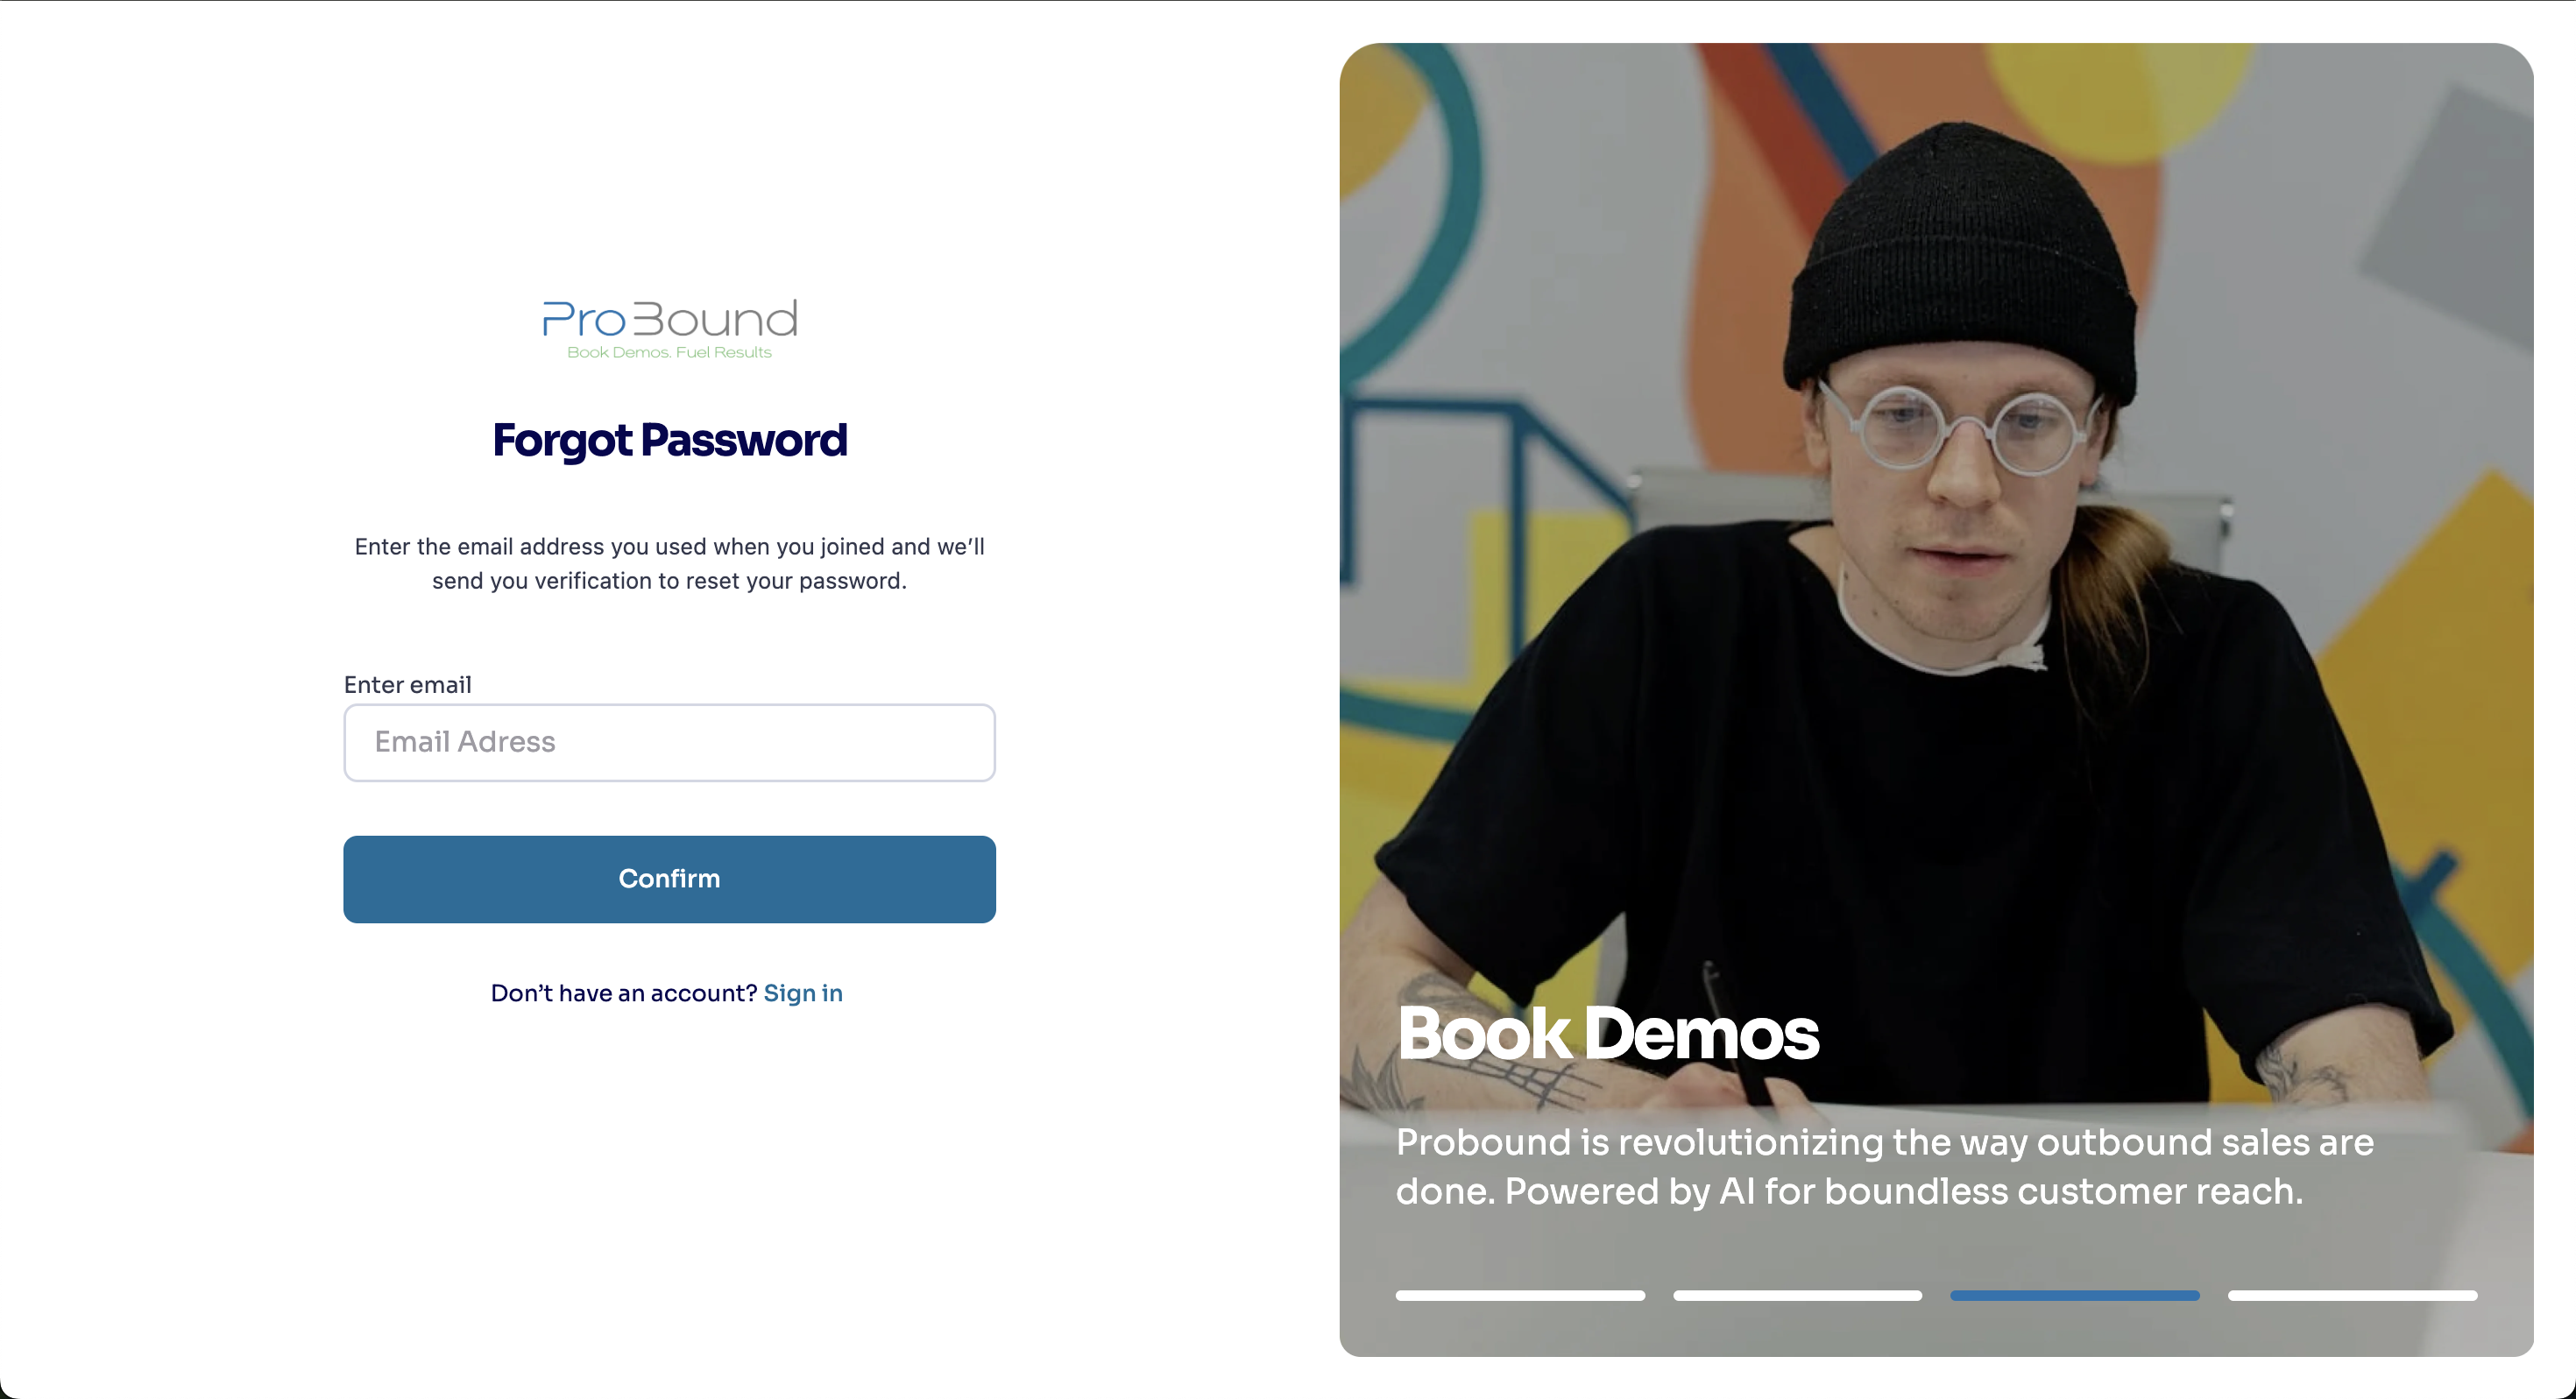 ProBound
Book Demos. Fuel Results
Forgot Password
Enter the email address you used when you joined and we’ll
send you verification to reset your password.
Enter email
Email Adress
Confirm
Don’t have an account? Sign in
Book Demos
Probound is revolutionizing the way outbound sales are
done. Powered by AI for boundless customer reach.